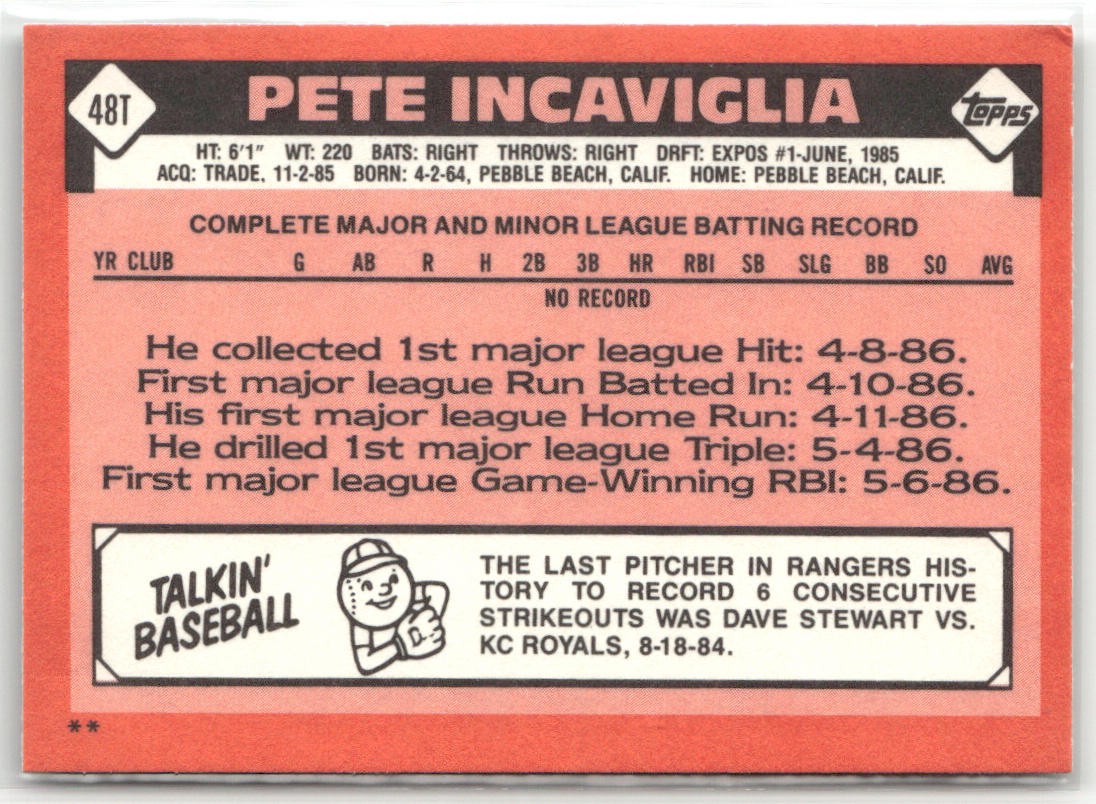 48T
PETE INCAVIGLIA
TOPPS
HT: 6'1" WT: 220 BATS: RIGHT THROWS: RIGHT DRFT: EXPOS #1-JUNE, 1985
ACQ: TRADE, 11-2-85 BORN: 4-2-64, PEBBLE BEACH, CALIF. HOME: PEBBLE BEACH, CALIF.
COMPLETE MAJOR AND MINOR LEAGUE BATTING RECORD
YR CLUB G AB R H 2B 3B HR RBI SB SLG BB SO AVG
NO RECORD
He collected 1st major league Hit: 4-8-86.
First major league Run Batted In: 4-10-86.
His first major league Home Run: 4-11-86.
He drilled 1st major league Triple: 5-4-86.
First major league Game-Winning RBI: 5-6-86.
TALKIN'
BASEBALL
THE LAST PITCHER IN RANGERS HIS-
TORY TO RECORD 6 CONSECUTIVE
STRIKEOUTS WAS DAVE STEWART VS.
KC ROYALS, 8-18-84.
**